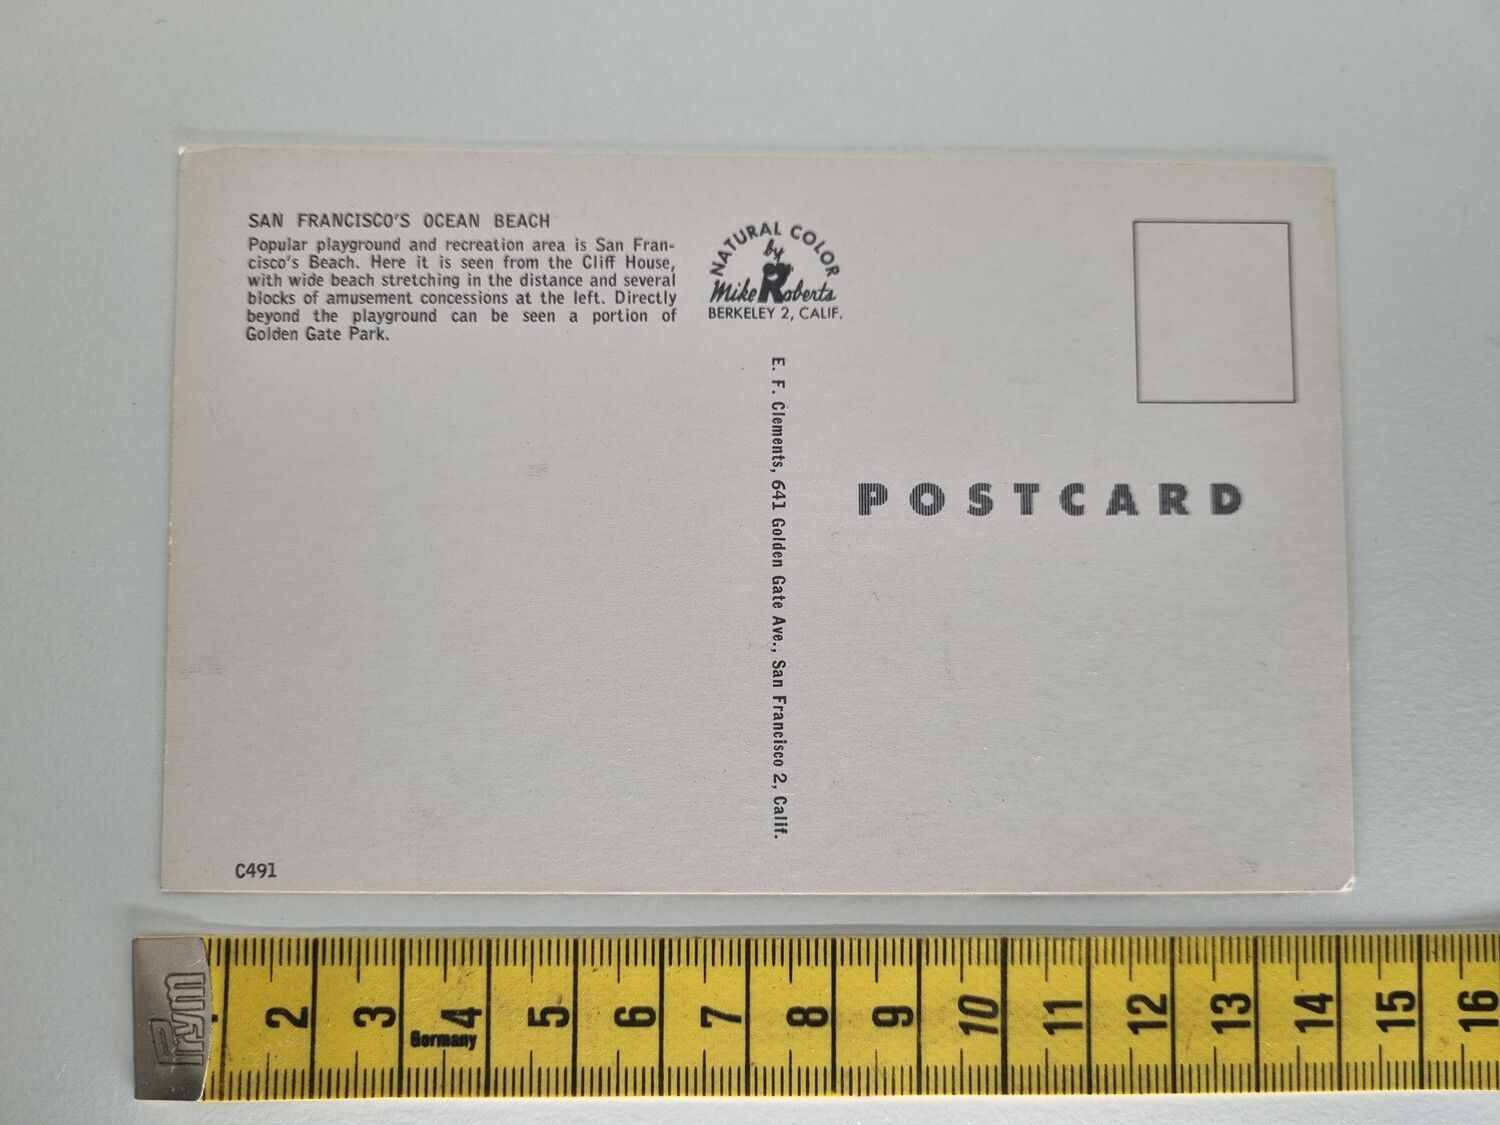 SAN FRANCISCO'S OCEAN BEACH
Popular playground and recreation area is San Fran-
cisco's Beach. Here it is seen from the Cliff House,
with wide beach stretching in the distance and several
blocks of amusement concessions at the left. Directly
beyond the playground can be seen a portion of
Golden Gate Park.
NATURAL COLOR
by
Mike Roberts
BERKELEY 2, CALIF.
E. F. Clements, 641 Golden Gate Ave., San Francisco 2, Calif.
POSTCARD
C491
Prym
2 3 4 5 6 7 8 9 10 11 12 13 14 15 16
Germany